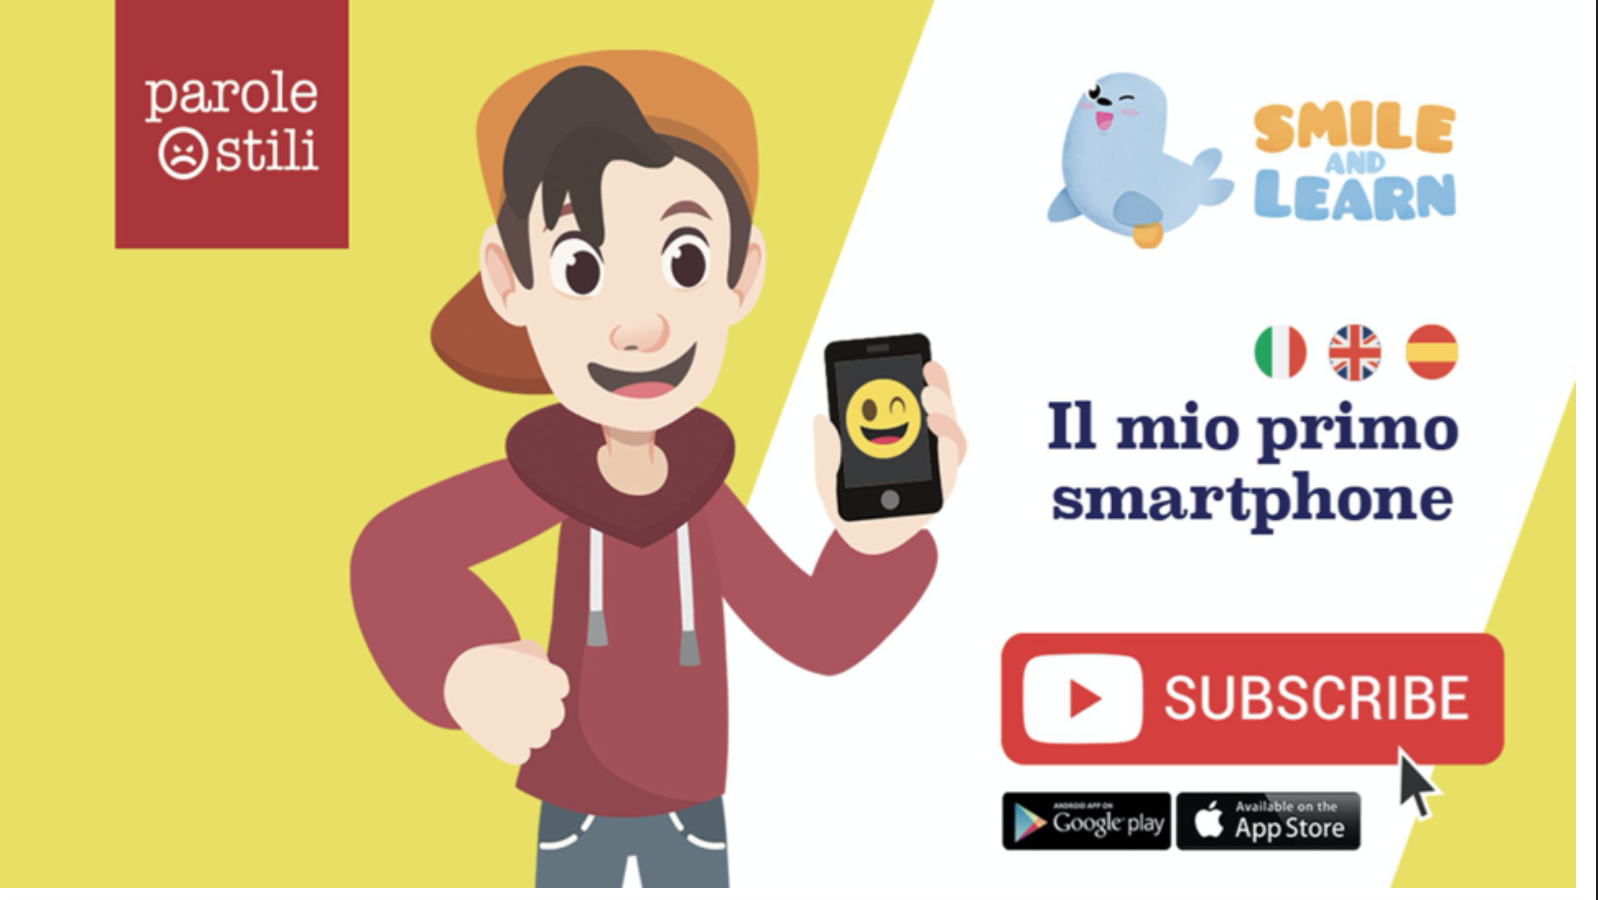 parole
stili
SMILE
AND
LEARN
Il mio primo
smartphone
SUBSCRIBE
ANDROID APP ON
Google play
Available on the
App Store